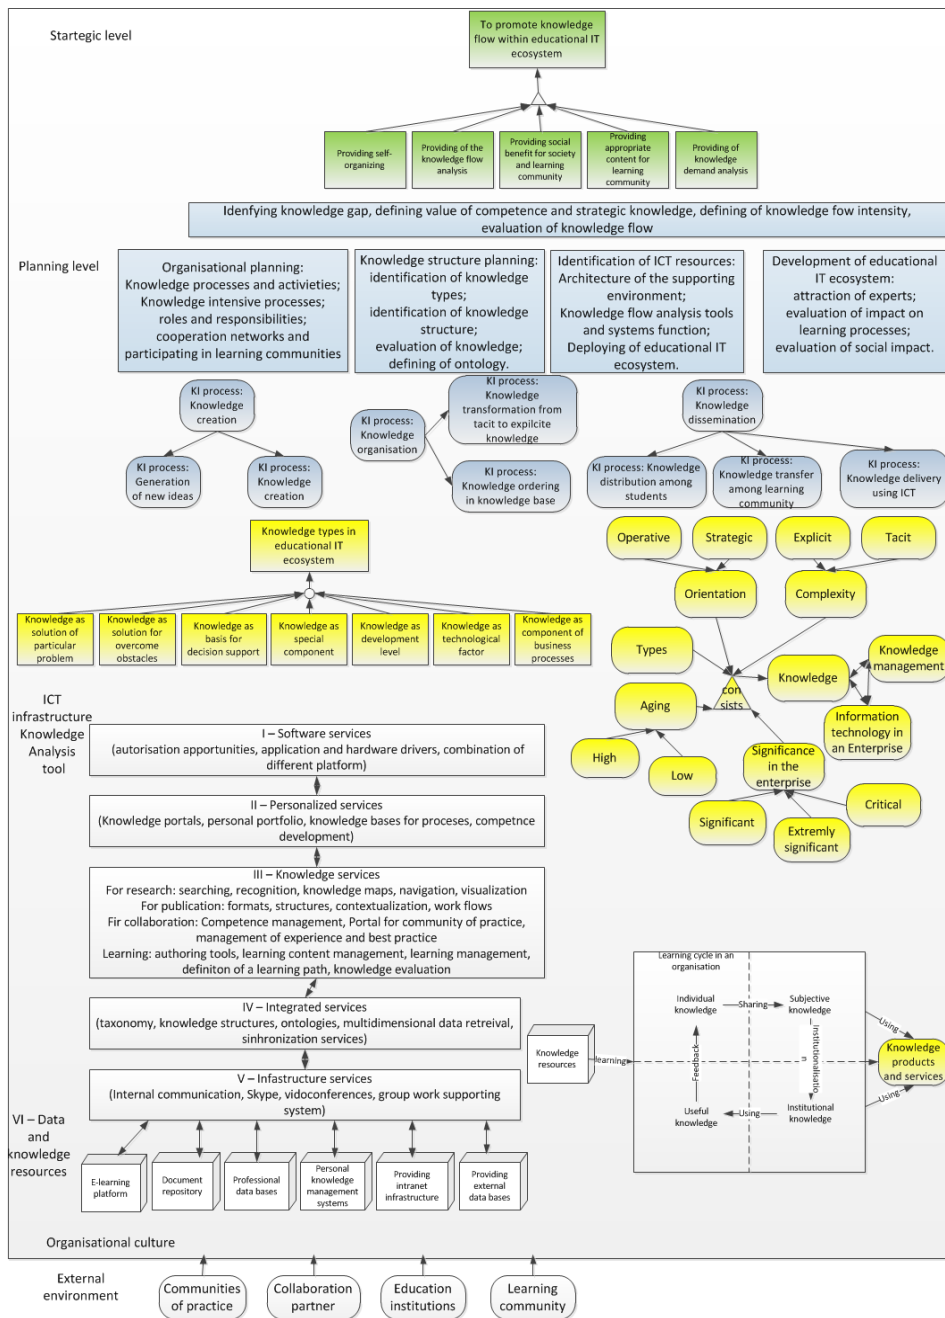 Startegic level
To promote knowledge
flow within educational IT
ecosystem
Providing self-
organizing
Providing of the
knowledge flow
analysis
Providing social
benefit for society
and learning
community
Providing
appropriate
content for
learning
community
Providing of
knowledge
demand analysis
Idenfying knowledge gap, defining value of competence and strategic knowledge, defining of knowledge fow intensity,
evaluation of knowledge flow
Planning level
Organisational planning:
Knowledge processes and activieties;
Knowledge intensive processes;
roles and responsibilities;
cooperation networks and
participating in learning communities
Knowledge structure planning:
identification of knowledge
types;
identification of knowledge
structure;
evaluation of knowledge;
defining of ontology.
Identification of ICT resources:
Architecture of the supporting
environment;
Knowledge flow analysis tools
and systems function;
Deploying of educational IT
ecosystem.
Development of educational
IT ecosystem:
attraction of experts;
evaluation of impact on
learning processes;
evaluation of social impact.
KI process:
Knowledge
creation
KI process:
Generation
of new ideas
KI process:
Knowledge
creation
KI process:
Knowledge
organisation
KI process:
Knowledge
transformation from
tacit to explicite
knowledge
KI process:
Knowledge ordering
in knowledge base
KI process:
Knowledge
dissemination
KI process: Knowledge
distribution among
students
KI process:
Knowledge transfer
among learning
community
KI process:
Knowledge delivery
using ICT
Knowledge types in
educational IT
ecosystem
Knowledge as
solution of
particular
problem
Knowledge as
solution for
overcome
obstacles
Knowledge as
basis for
decision support
Knowledge as
special
component
Knowledge as
development
level
Knowledge as
technological
factor
Knowledge as
component of
business
processes
Operative
Strategic
Explicit
Tacit
Orientation
Complexity
Types
Knowledge
Knowledge
management
con
sists
Aging
Information
technology in
an Enterprise
High
Low
Significance
in the
enterprise
Significant
Extremly
significant
Critical
ICT
infrastructure
Knowledge
Analysis
tool
I – Software services
(autorisation apportunities, application and hardware drivers, combination of
different platform)
II – Personalized services
(Knowledge portals, personal portfolio, knowledge bases for proceses, competnce
development)
III – Knowledge services
For research: searching, recognition, knowledge maps, navigation, visualization
For publication: formats, structures, contextualization, work flows
Fir collaboration: Competence management, Portal for community of practice,
management of experience and best practice
Learning: authoring tools, learning content management, learning management,
definiton of a learning path, knowledge evaluation
IV – Integrated services
(taxonomy, knowledge structures, ontologies, multidimensional data retreival,
sinhronization services)
V – Infastructure services
(Internal communication, Skype, vidoconferences, group work supporting
system)
Knowledge
resources
learning
Learning cycle in an
organisation
Individual
knowledge
Sharing
Subjective
knowledge
Feedback
Institutionalisatio
n
Useful
knowledge
Using
Institutional
knowledge
Using
Using
Knowledge
products
and services
VI – Data
and
knowledge
resources
E-learning
platform
Document
repository
Professional
data bases
Personal
knowledge
management
systems
Providing
intranet
infrastructure
Providing
external
data bases
Organisational culture
External
environment
Communities
of practice
Collaboration
partner
Education
institutions
Learning
community